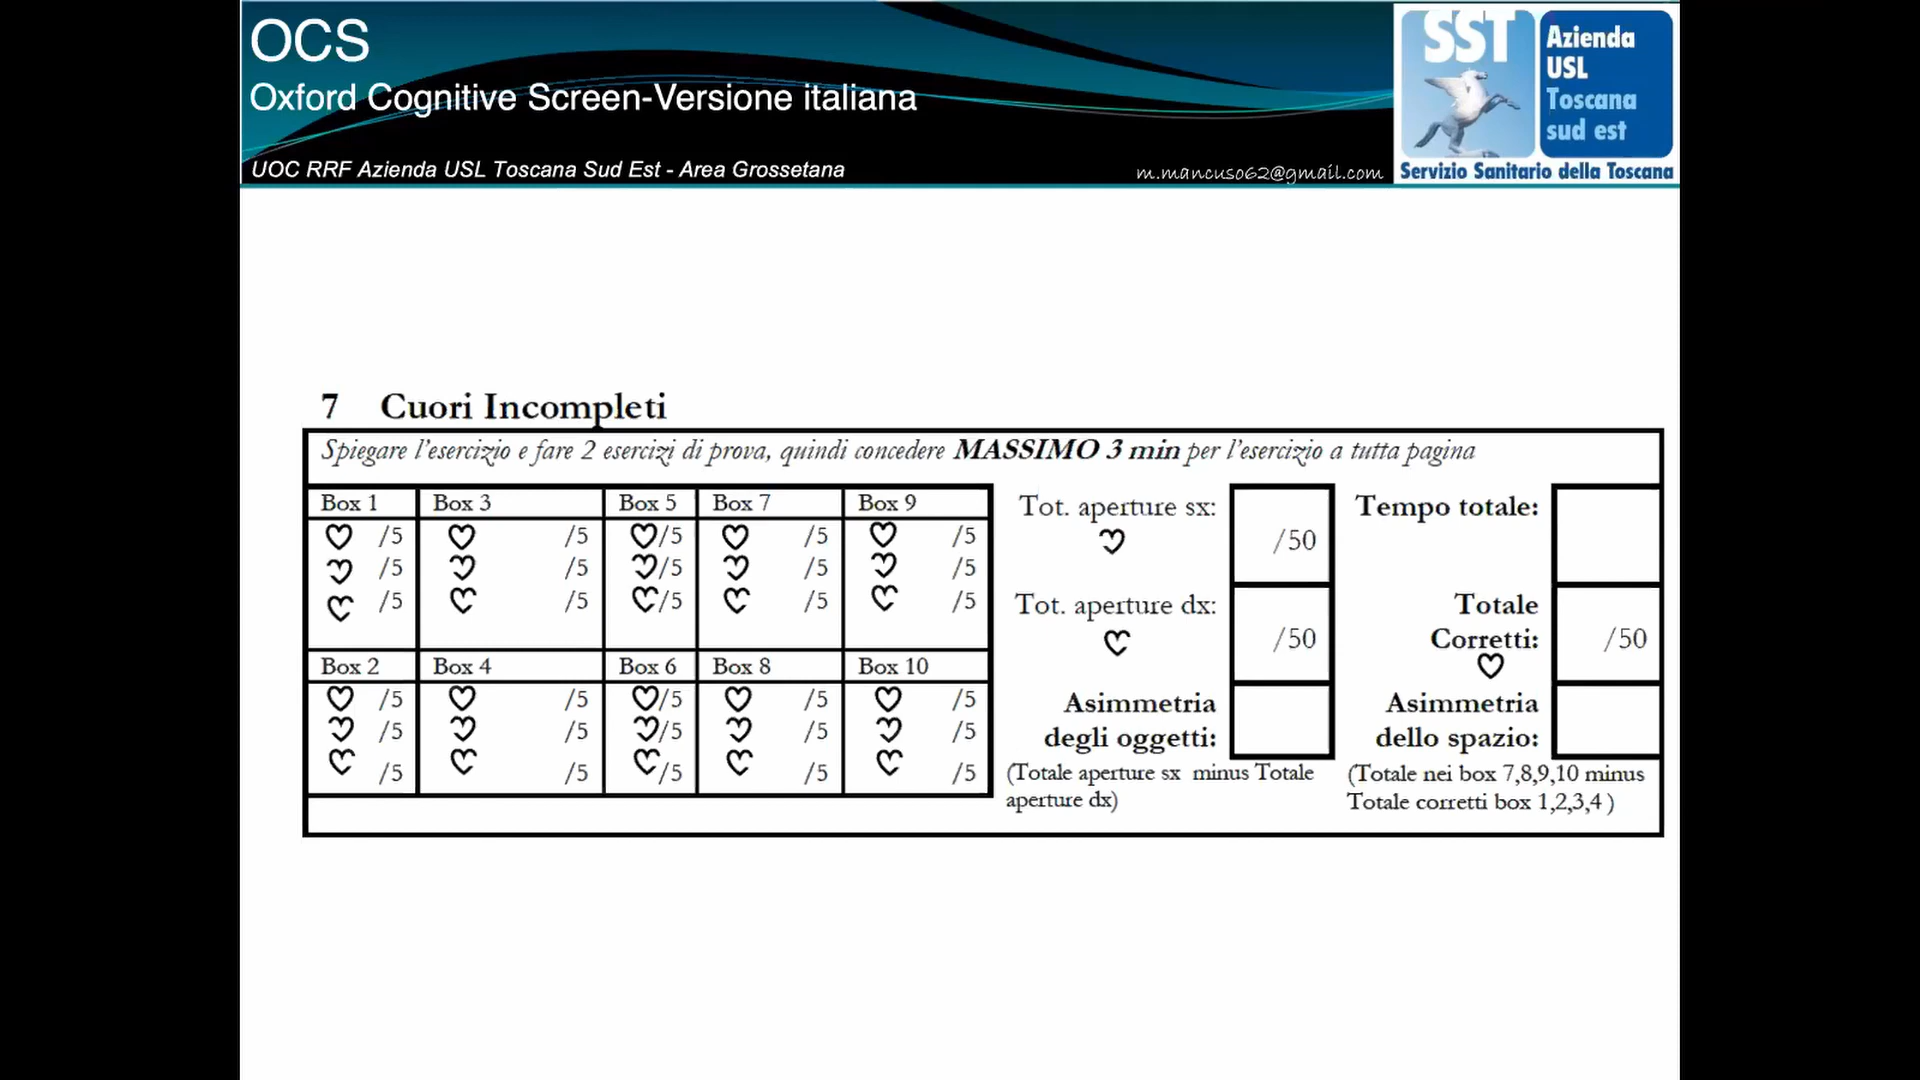 OCS
Oxford Cognitive Screen-Versione italiana
UOC RRF Azienda USL Toscana Sud Est - Area Grossetana
m.mancuso62@gmail.com
SST
Azienda
USL
Toscana
sud est
Servizio Sanitario della Toscana
7 Cuori Incompleti
Spiegare l'esercizio e fare 2 esercizi di prova, quindi concedere MASSIMO 3 min per l'esercizio a tutta pagina
Box 1 Box 3 Box 5 Box 7 Box 9
/5 /5 /5 /5 /5
/5 /5 /5 /5 /5
/5 /5 /5 /5 /5
Box 2 Box 4 Box 6 Box 8 Box 10
/5 /5 /5 /5 /5
/5 /5 /5 /5 /5
/5 /5 /5 /5 /5
Tot. aperture sx:
/50
Tempo totale:
Tot. aperture dx:
/50
Totale
Corretti:
/50
Asimmetria
degli oggetti:
(Totale aperture sx minus Totale
aperture dx)
Asimmetria
dello spazio:
(Totale nei box 7,8,9,10 minus
Totale corretti box 1,2,3,4 )